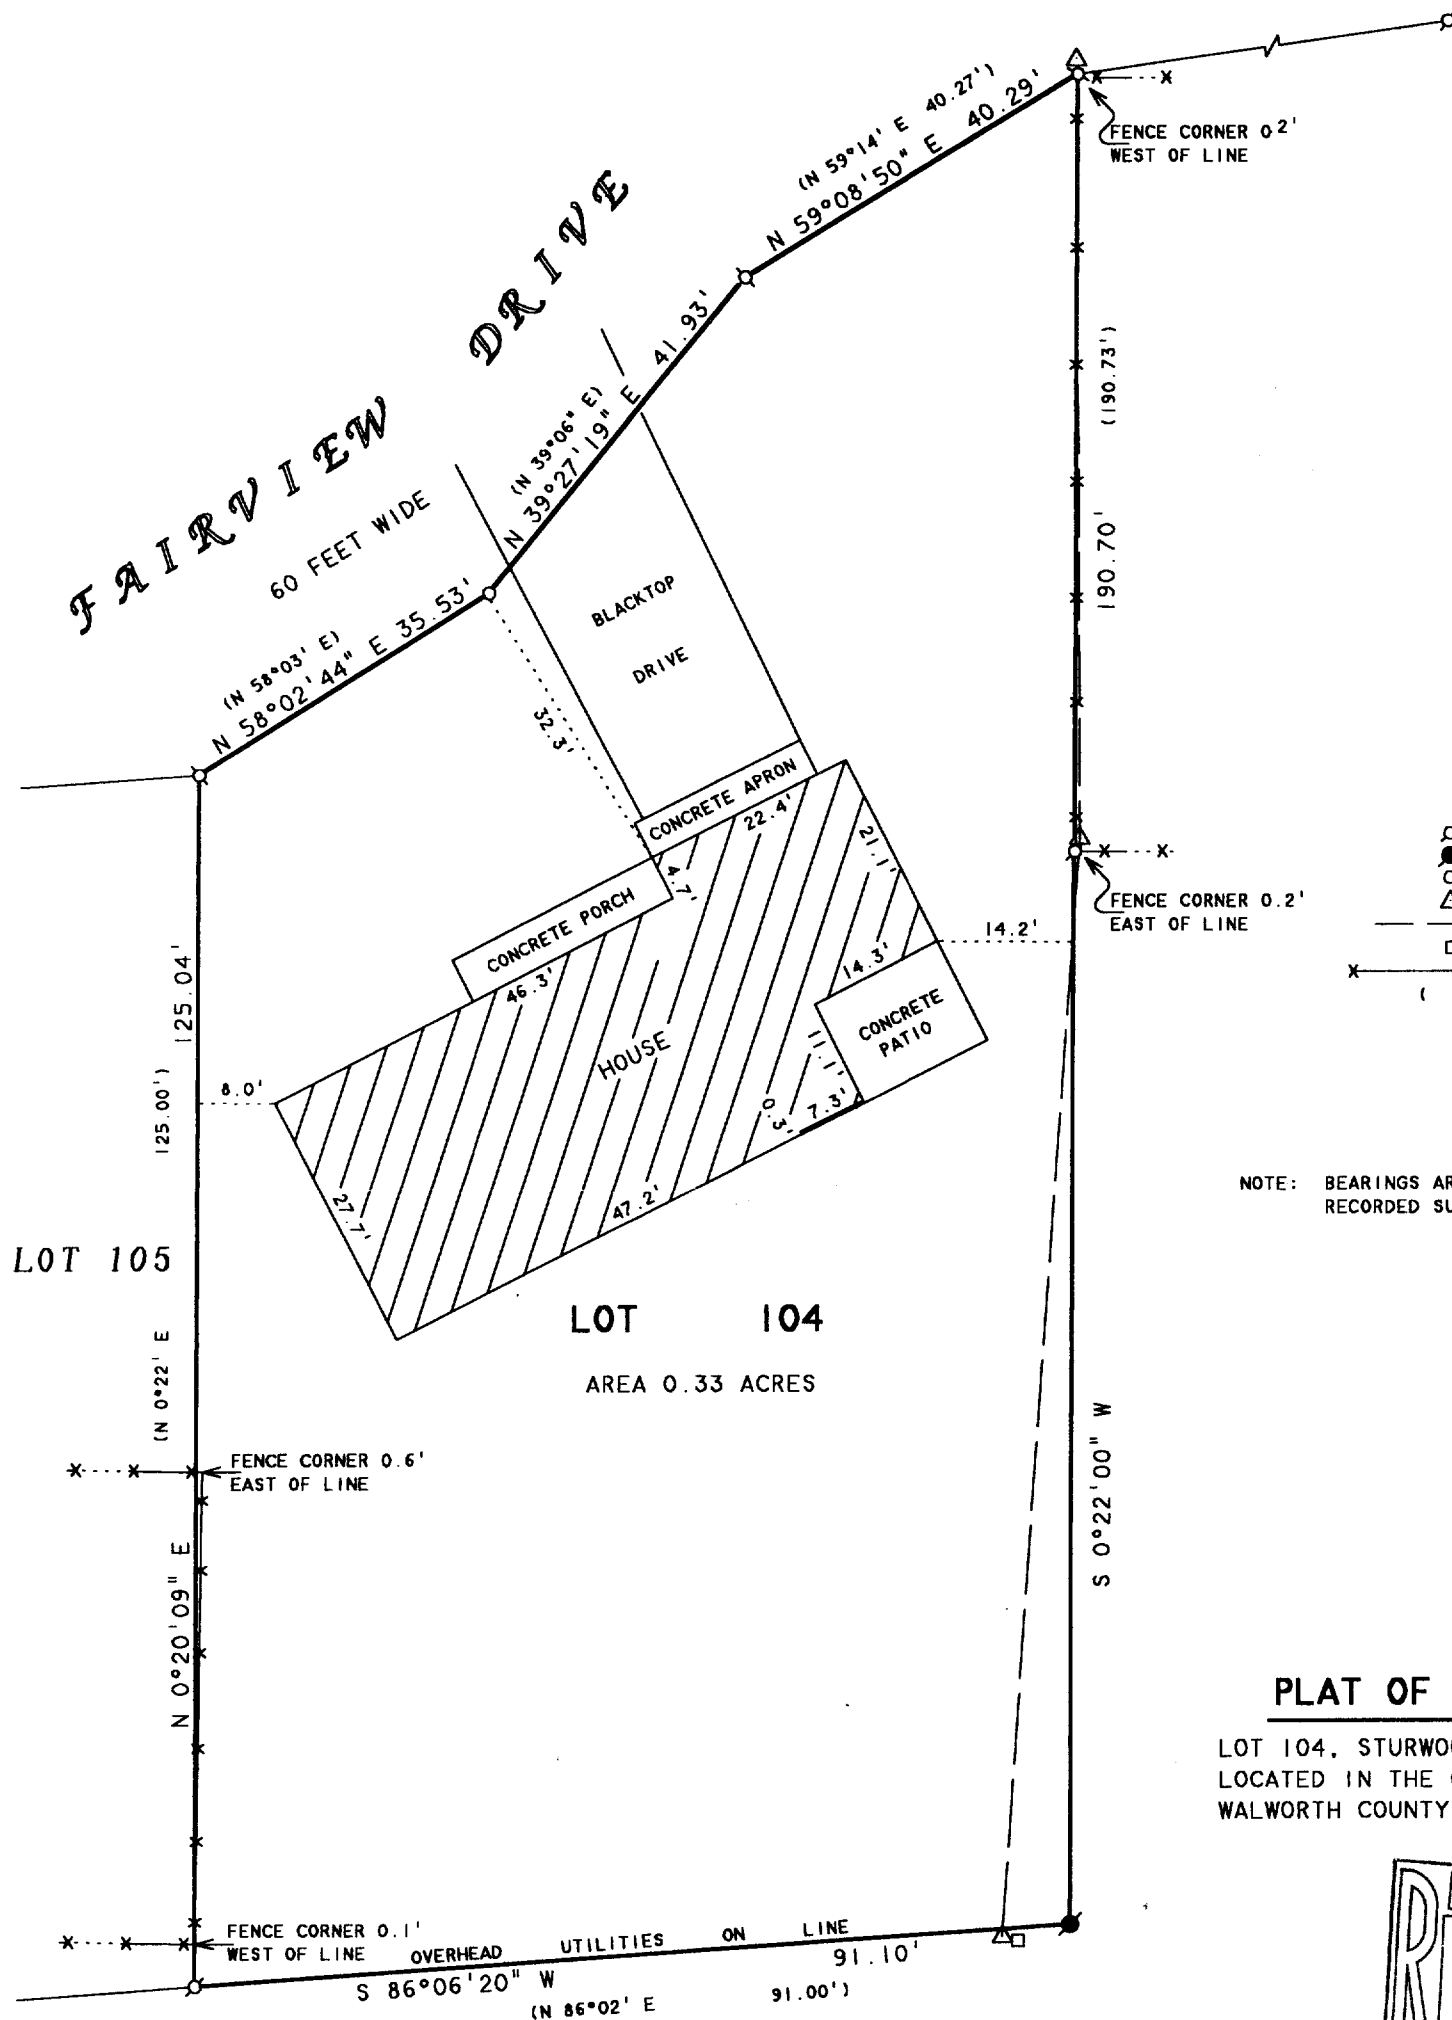 (N 59°14' E 40.27')
N 59°08'50" E 40.29'
FENCE CORNER 0.2'
WEST OF LINE
FAIRVIEW DRIVE
60 FEET WIDE
(N 39°06" E)
N 39°27'19" E 41.93'
(190.73')
190.70'
(N 58°03' E)
N 58°02'44" E 35.53'
BLACKTOP
DRIVE
32.3'
CONCRETE APRON
22.4'
21.1'
4.7'
CONCRETE PORCH
46.3'
FENCE CORNER 0.2'
EAST OF LINE
14.2'
14.3'
CONCRETE
PATIO
11.1'
HOUSE
0.3'
7.3'
125.04'
125.00')
8.0'
27.7'
47.2'
NOTE: BEARINGS AR
RECORDED SU
LOT 105
LOT 104
AREA 0.33 ACRES
(N 0°22' E
FENCE CORNER 0.6'
EAST OF LINE
N 0°20'09" E
S 0°22'00" W
PLAT OF
LOT 104, STURWO
LOCATED IN THE
WALWORTH COUNTY
FENCE CORNER 0.1'
WEST OF LINE
OVERHEAD UTILITIES ON LINE
S 86°06'20" W 91.10'
(N 86°02' E 91.00')
R